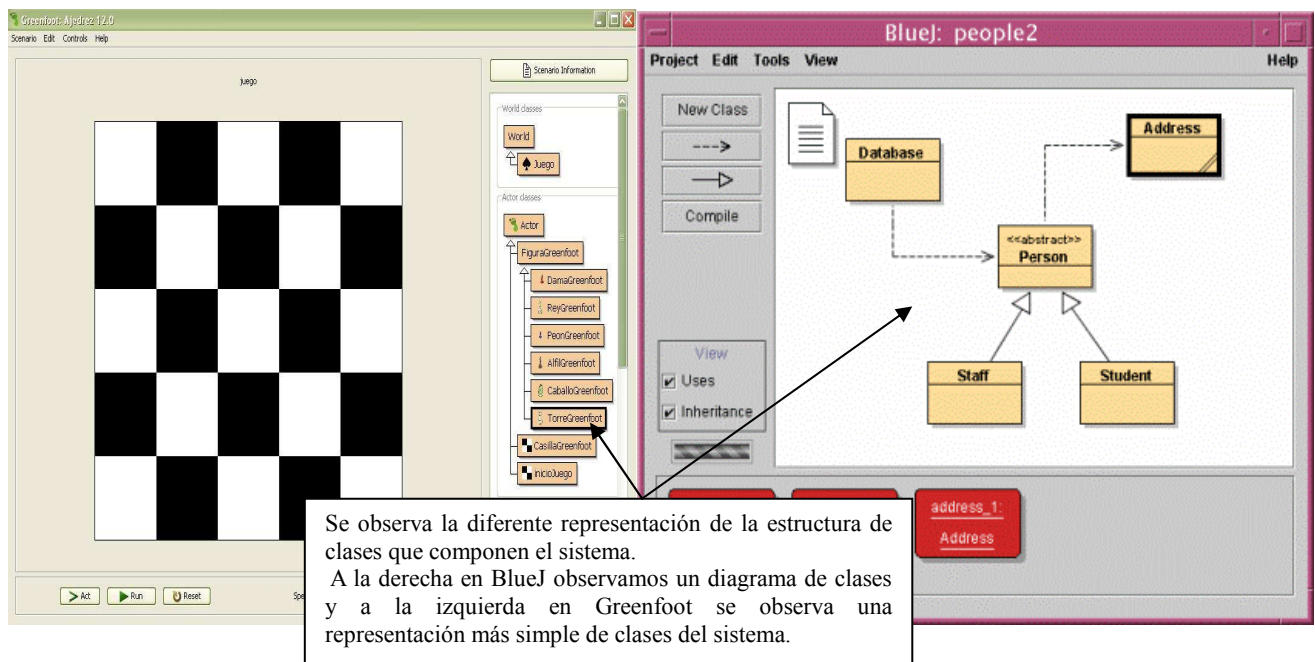 Greenfoot: Ajedrez 12.0
Scenario Edit Controls Help
juego
Scenario Information
World classes
World
Juego
Actor classes
Actor
FiguraGreenfoot
DamaGreenfoot
ReyGreenfoot
PeonGreenfoot
AlfilGreenfoot
CaballoGreenfoot
TorreGreenfoot
CasillaGreenfoot
InicioJuego
Act Run Reset
BlueJ: people2
Project Edit Tools View Help
New Class
Compile
View
Uses
Inheritance
Database
Address
<<abstract>>
Person
Staff
Student
address_1:
Address
Se observa la diferente representación de la estructura de
clases que componen el sistema.
A la derecha en BlueJ observamos un diagrama de clases
y a la izquierda en Greenfoot se observa una
representación más simple de clases del sistema.